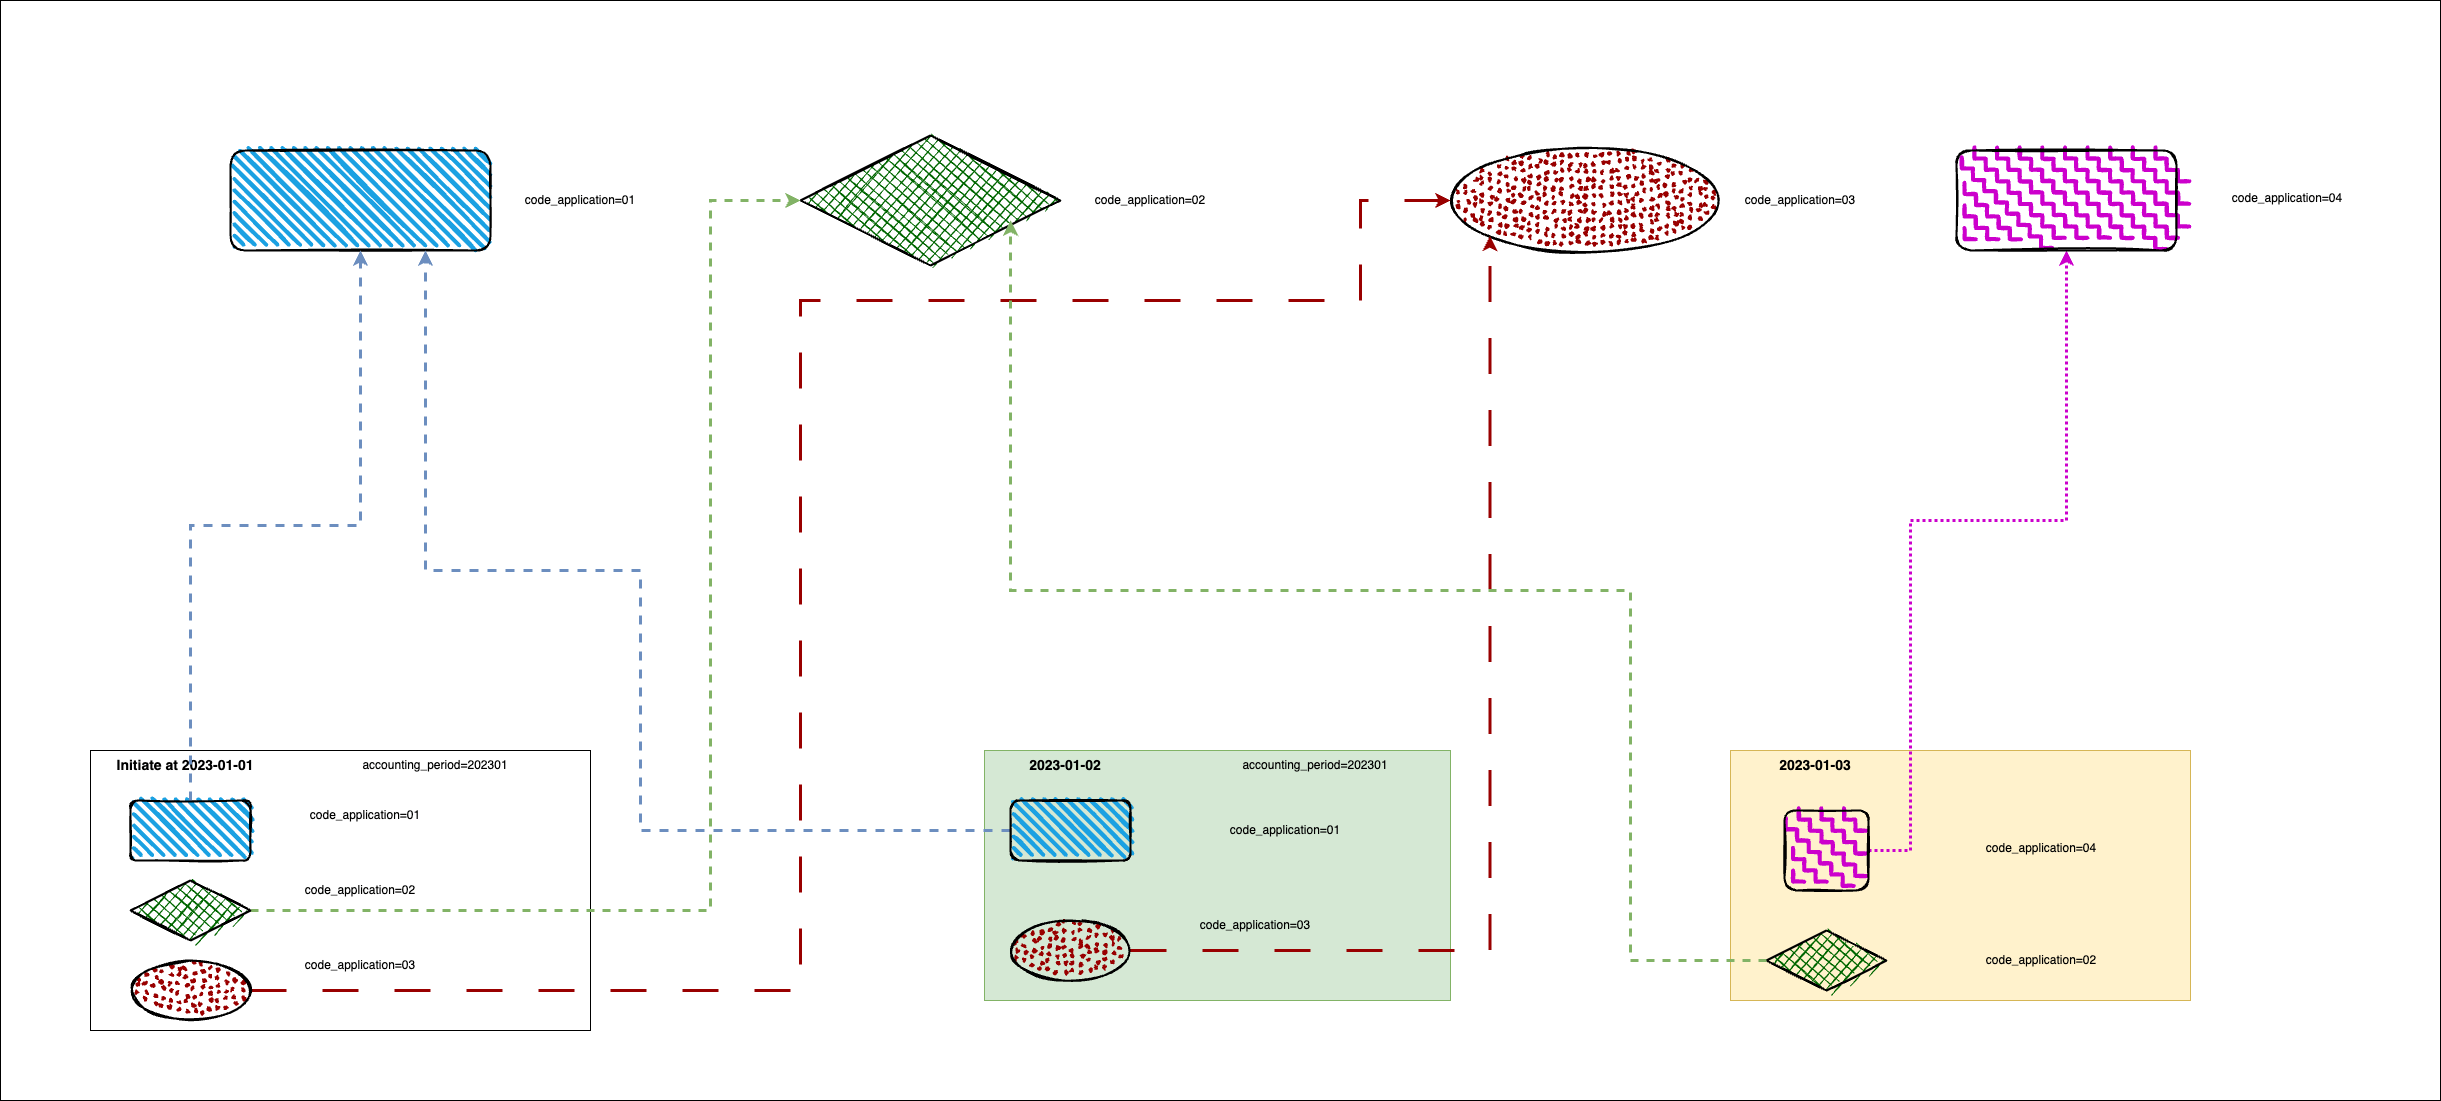 code_application=01
code_application=02
code_application=03
code_application=04
Initiate at 2023-01-01
accounting_period=202301
code_application=01
code_application=02
code_application=03
2023-01-02
accounting_period=202301
code_application=01
code_application=03
2023-01-03
code_application=04
code_application=02